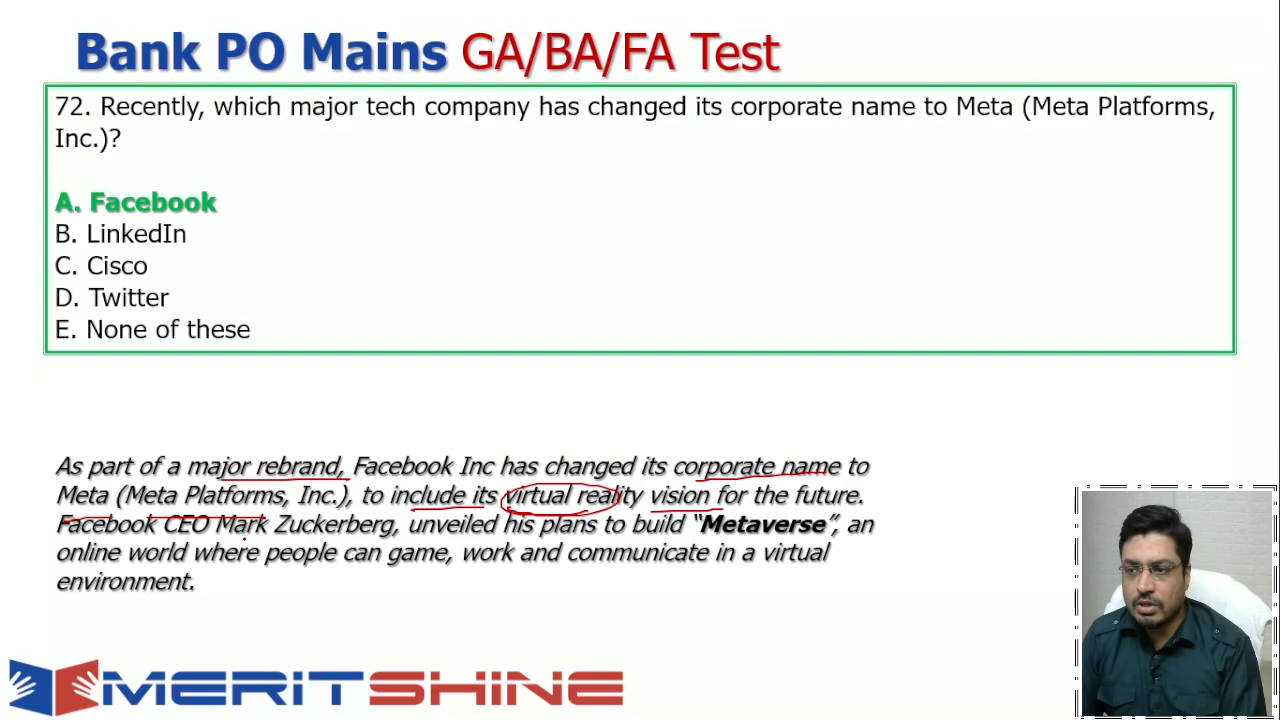 Bank PO Mains GA/BA/FA Test
72. Recently, which major tech company has changed its corporate name to Meta (Meta Platforms,
Inc.)?
A. Facebook
B. LinkedIn
C. Cisco
D. Twitter
E. None of these
As part of a major rebrand, Facebook Inc has changed its corporate name to
Meta (Meta Platforms, Inc.), to include its virtual reality vision for the future.
Facebook CEO Mark Zuckerberg, unveiled his plans to build “Metaverse”, an
online world where people can game, work and communicate in a virtual
environment.
MERITSHINE